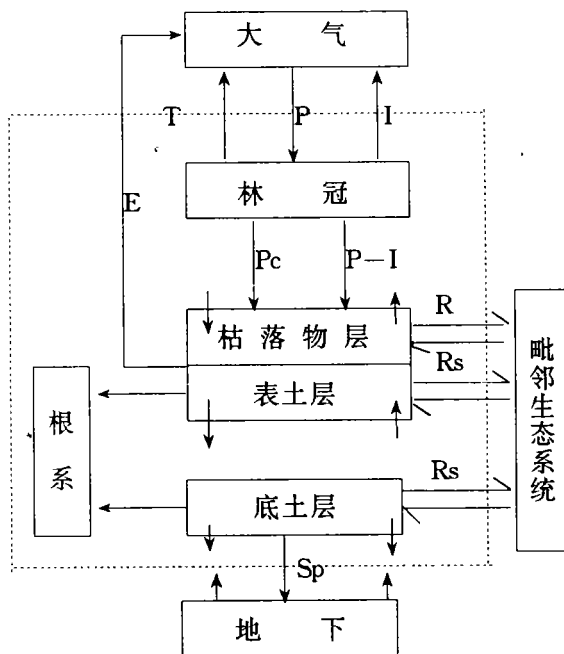 大气
T P I
林冠
E
Pc P-I
枯落物层
R
Rs
表土层
根系
毗邻生态系统
Rs
底土层
Sp
地下